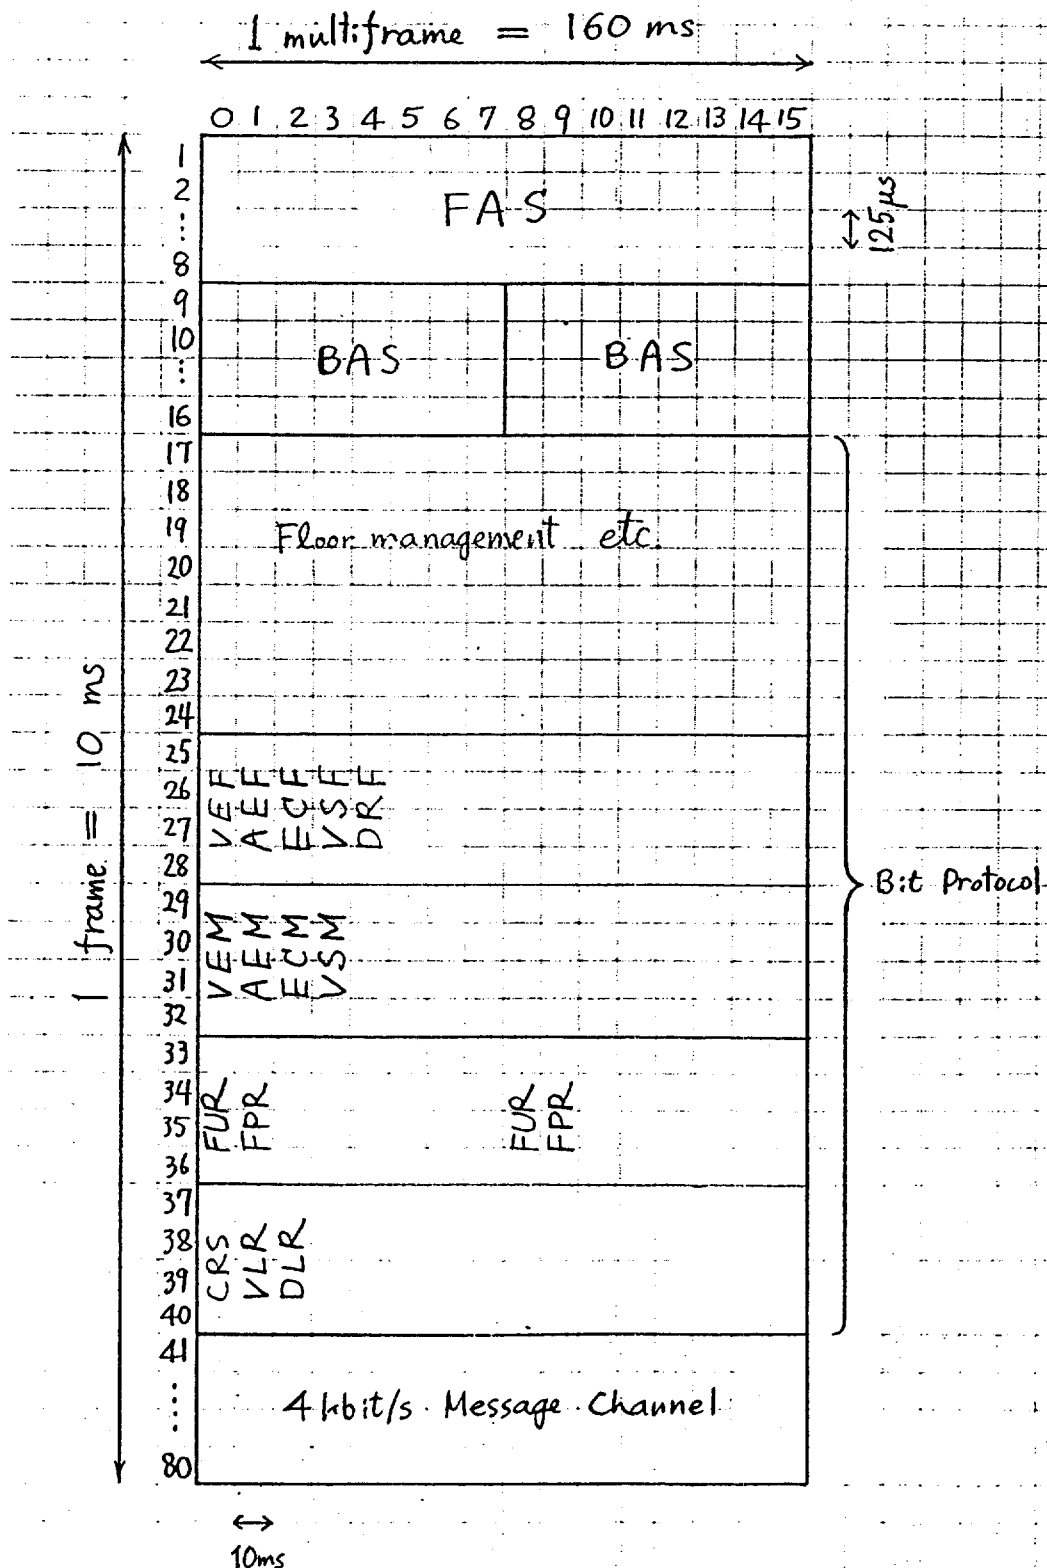 1 multiframe = 160 ms
0 1 2 3 4 5 6 7 8 9 10 11 12 13 14 15
1
2
⋮
8
FAS
125 μs
9
10
⋮
16
BAS BAS
17
18
19
20
21
22
23
24
Floor management etc.
1 frame = 10 ms
25
26
27
28
VEF
AEF
ECF
VSF
DRF
Bit Protocol
29
30
31
32
VEM
AEM
ECM
VSM
33
34
35
36
FUR
FPR
FUR
FPR
37
38
39
40
CRS
VLR
DLR
41
⋮
80
4 kbit/s Message Channel
10ms